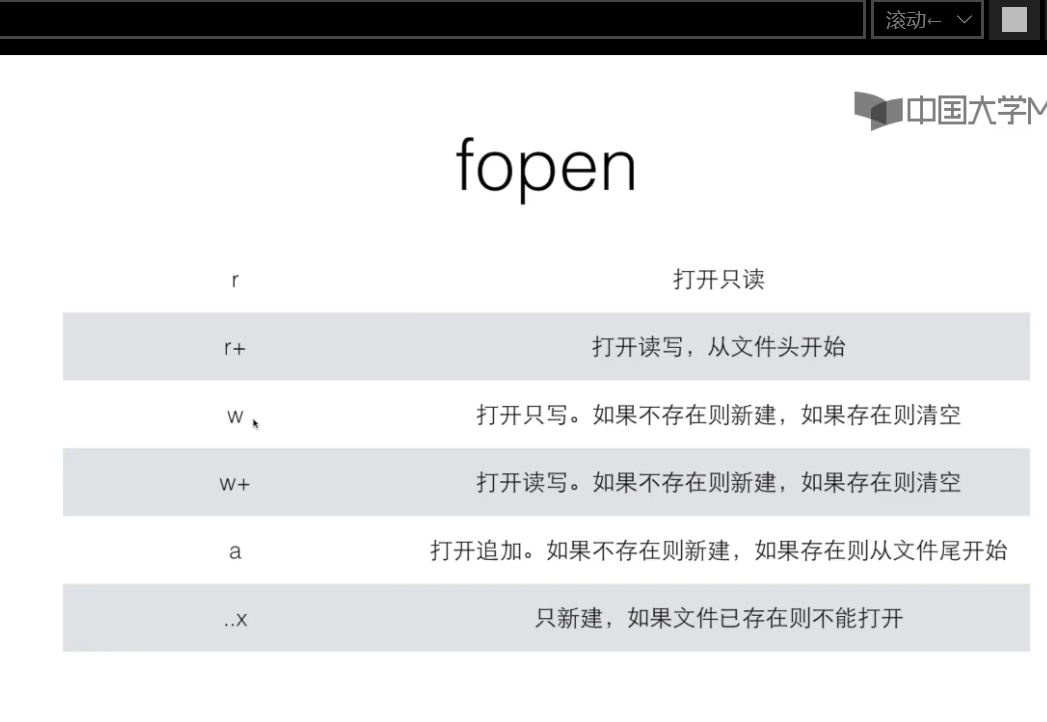 滚动←
中国大学M
fopen
r 打开只读
r+ 打开读写，从文件头开始
w 打开只写。如果不存在则新建，如果存在则清空
w+ 打开读写。如果不存在则新建，如果存在则清空
a 打开追加。如果不存在则新建，如果存在则从文件尾开始
..x 只新建，如果文件已存在则不能打开